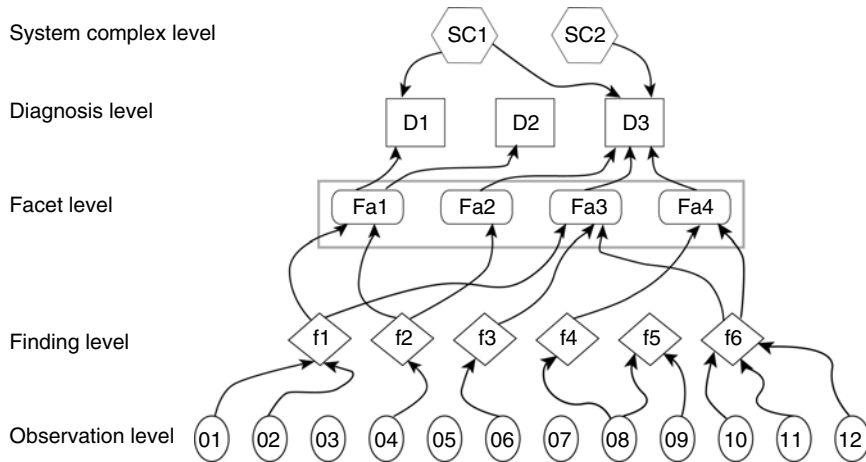 System complex level SC1 SC2
Diagnosis level D1 D2 D3
Facet level Fa1 Fa2 Fa3 Fa4
Finding level f1 f2 f3 f4 f5 f6
Observation level 01 02 03 04 05 06 07 08 09 10 11 12